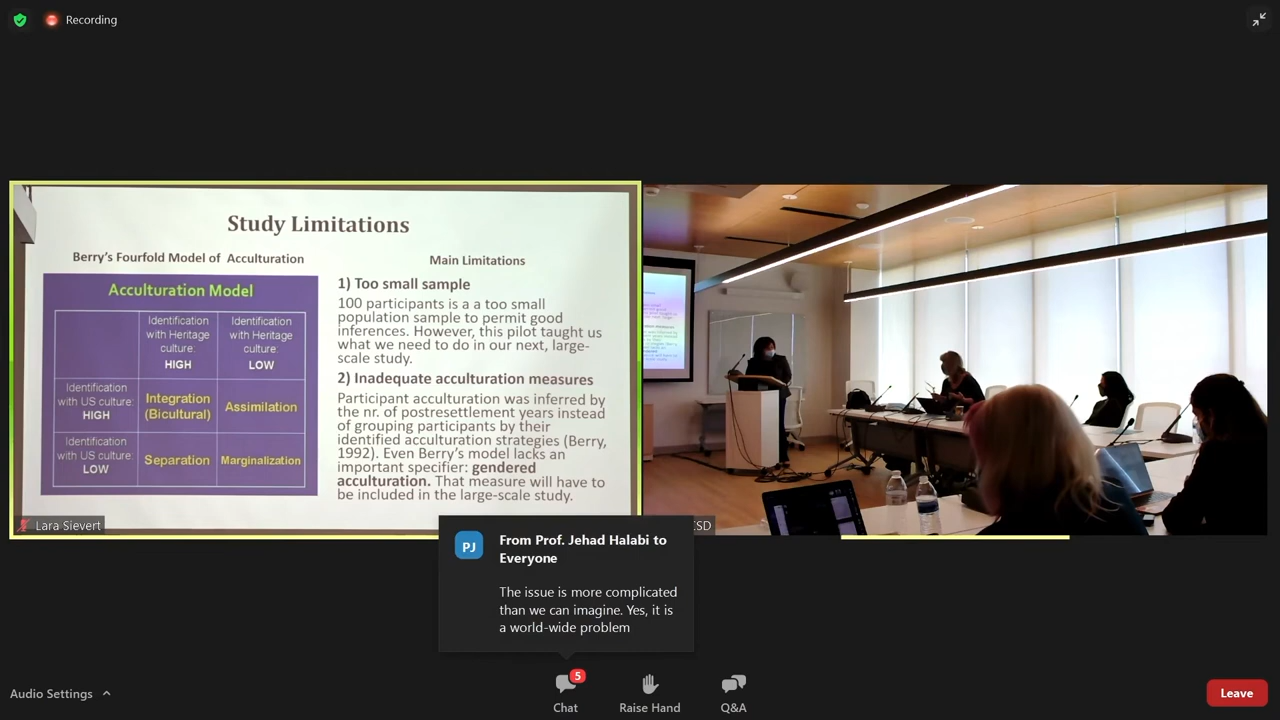 Recording
Study Limitations
Berry's Fourfold Model of Acculturation
Acculturation Model
Identification
with Heritage
culture:
HIGH
Identification
with Heritage
culture:
LOW
Identification
with US culture:
HIGH
Integration
(Bicultural)
Assimilation
Identification
with US culture:
LOW
Separation
Marginalization
Main Limitations
1) Too small sample
100 participants is a a too small
population sample to permit good
inferences. However, this pilot taught us
what we need to do in our next, large-
scale study.
2) Inadequate acculturation measures
Participant acculturation was inferred by
the nr. of postresettlement years instead
of grouping participants by their
identified acculturation strategies (Berry,
1992). Even Berry's model lacks an
important specifier: gendered
acculturation. That measure will have to
be included in the large-scale study.
Lara Sievert
SD
PJ
From Prof. Jehad Halabi to
Everyone
The issue is more complicated
than we can imagine. Yes, it is
a world-wide problem
Audio Settings
5
Chat
Raise Hand
Q&A
Leave